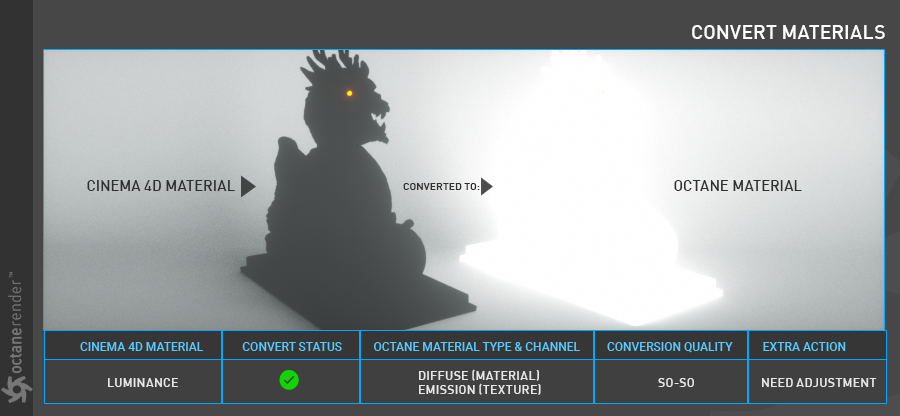 CONVERT MATERIALS
CINEMA 4D MATERIAL
CONVERTED TO:
OCTANE MATERIAL
octanerender™
CINEMA 4D MATERIAL
CONVERT STATUS
OCTANE MATERIAL TYPE & CHANNEL
CONVERSION QUALITY
EXTRA ACTION
LUMINANCE
DIFFUSE (MATERIAL)
EMISSION (TEXTURE)
SO-SO
NEED ADJUSTMENT